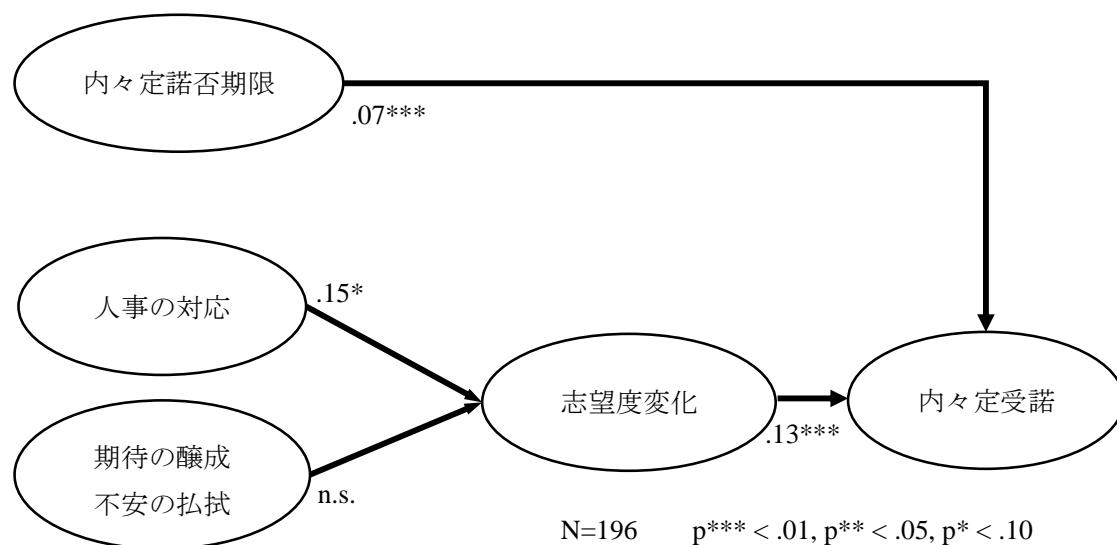 内々定諾否期限
.07***
人事の対応
.15*
志望度変化
内々定受諾
.13***
期待の醸成
不安の払拭
n.s.
N=196 p*** < .01, p** < .05, p* < .10